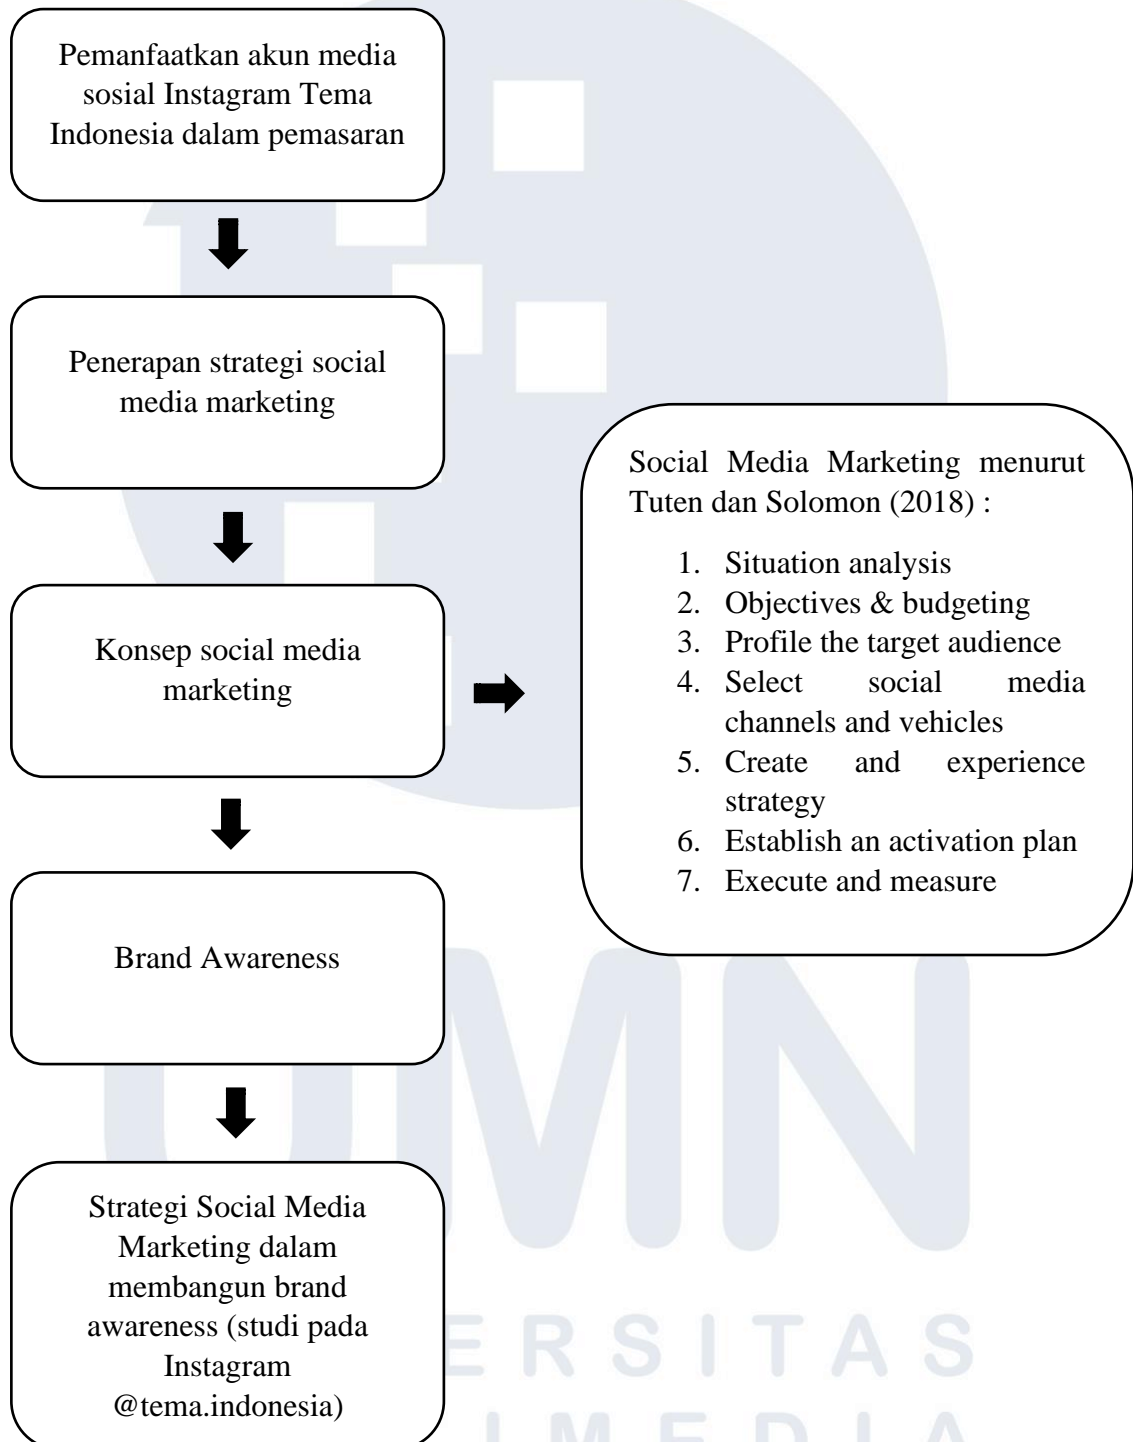 Pemanfaatkan akun media
sosial Instagram Tema
Indonesia dalam pemasaran
Penerapan strategi social
media marketing
Konsep social media
marketing
Social Media Marketing menurut
Tuten dan Solomon (2018) :
1. Situation analysis
2. Objectives & budgeting
3. Profile the target audience
4. Select social media
channels and vehicles
5. Create and experience
strategy
6. Establish an activation plan
7. Execute and measure
Brand Awareness
Strategi Social Media
Marketing dalam
membangun brand
awareness (studi pada
Instagram
@tema.indonesia)
UMN
ERSITAS
IMEDIA